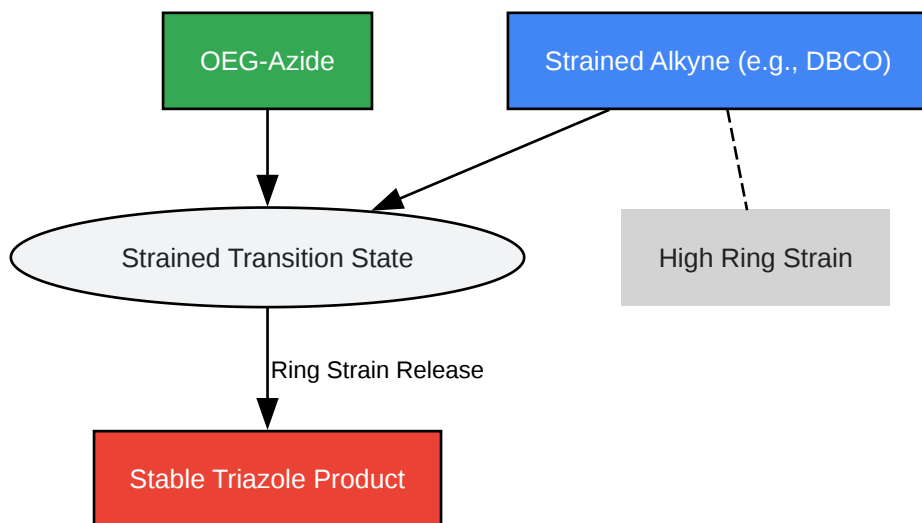 OEG-Azide
Strained Alkyne (e.g., DBCO)
Strained Transition State
High Ring Strain
Ring Strain Release
Stable Triazole Product